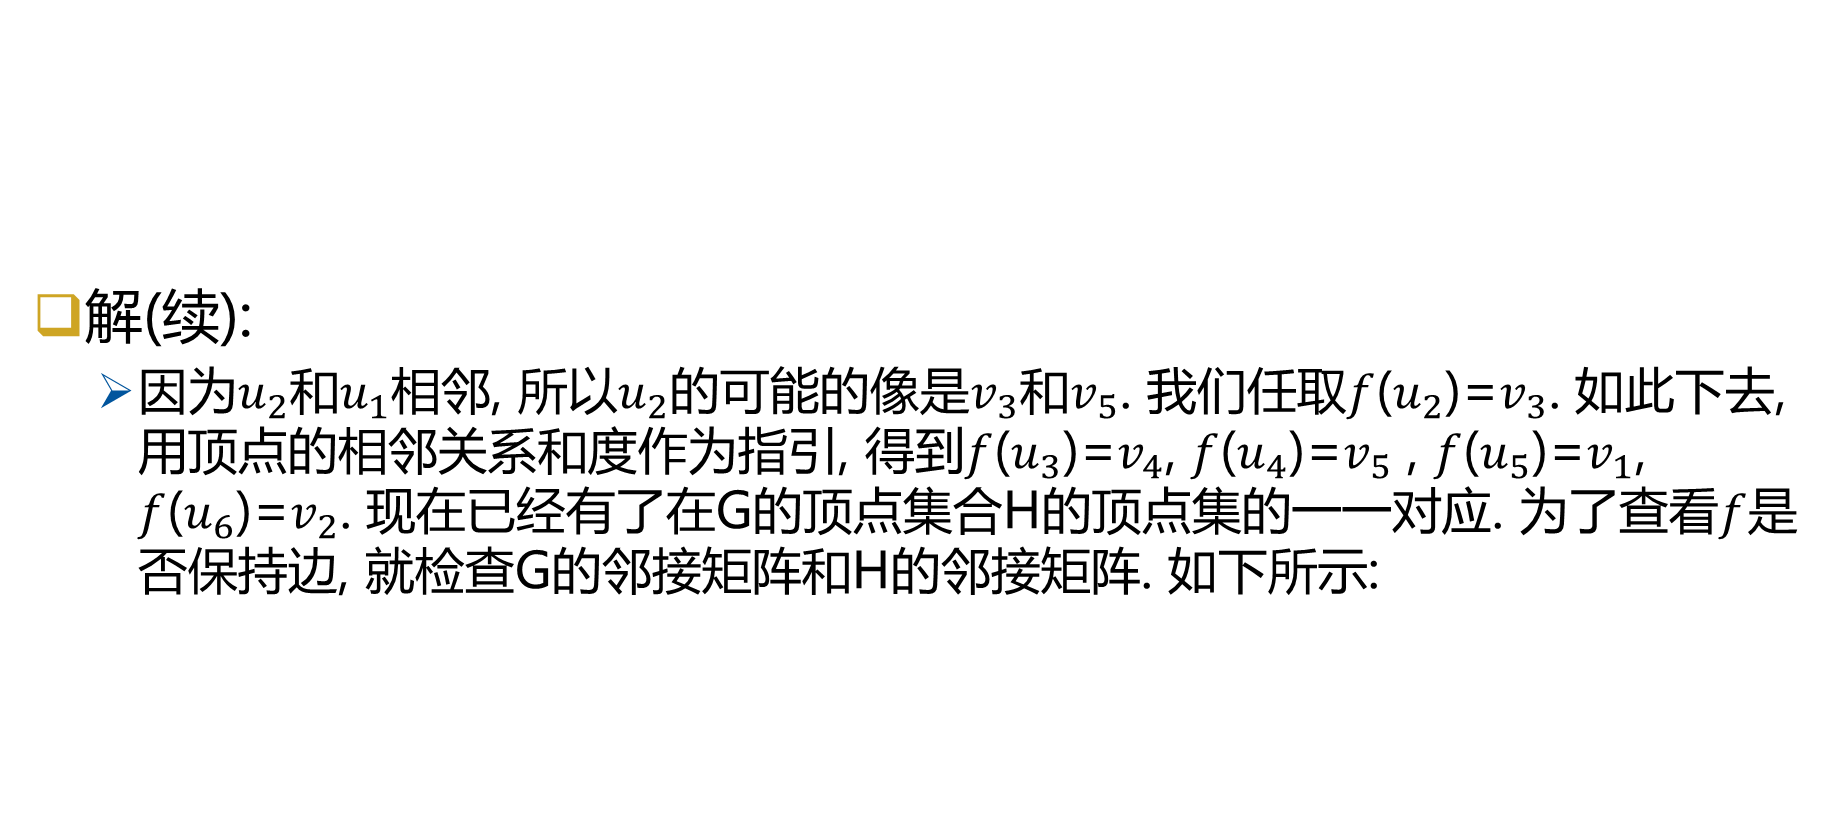 解(续):
因为𝑢₂和𝑢₁相邻, 所以𝑢₂的可能的像是𝑣₃和𝑣₅. 我们任取𝑓(𝑢₂)=𝑣₃. 如此下去,
用顶点的相邻关系和度作为指引, 得到𝑓(𝑢₃)=𝑣₄, 𝑓(𝑢₄)=𝑣₅ , 𝑓(𝑢₅)=𝑣₁,
𝑓(𝑢₆)=𝑣₂. 现在已经有了在G的顶点集合H的顶点集的一一对应. 为了查看𝑓是
否保持边, 就检查G的邻接矩阵和H的邻接矩阵. 如下所示: